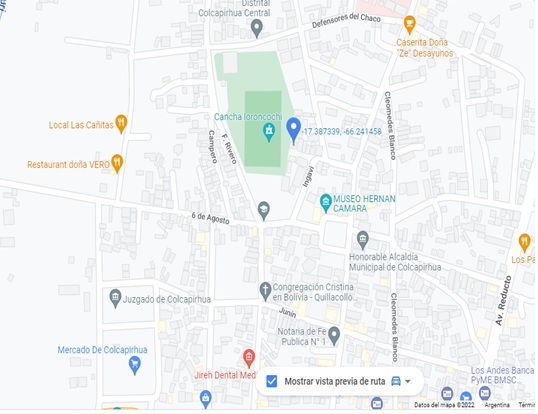 Distrital
Colcapirhua Central
Defensores del Chaco
Caserita Doña
"Ze" Desayunos
Cancha Ioroncochi
Local Las Cañitas
-17.387339, -66.241458
Cleomedes Blanco
Campero
F. Rivero
Restaurant doña VERO
Ingavi
MUSEO HERNAN
CAMARA
6 de Agosto
Honorable Alcaldía
Municipal de Colcapirhua
Los Pa
Congregación Cristina
en Bolivia - Quillacollo...
Juzgado de Colcapirhua
Junín
Cleomedes Blanco
Av. Reducto
Notaria de Fe
Publica N° 1
Mercado De Colcapirhua
Jireh Dental Med
Los Andes Banca
PyME BMSC...
Mostrar vista previa de ruta
Datos del mapa ©2022
Argentina
Térmi